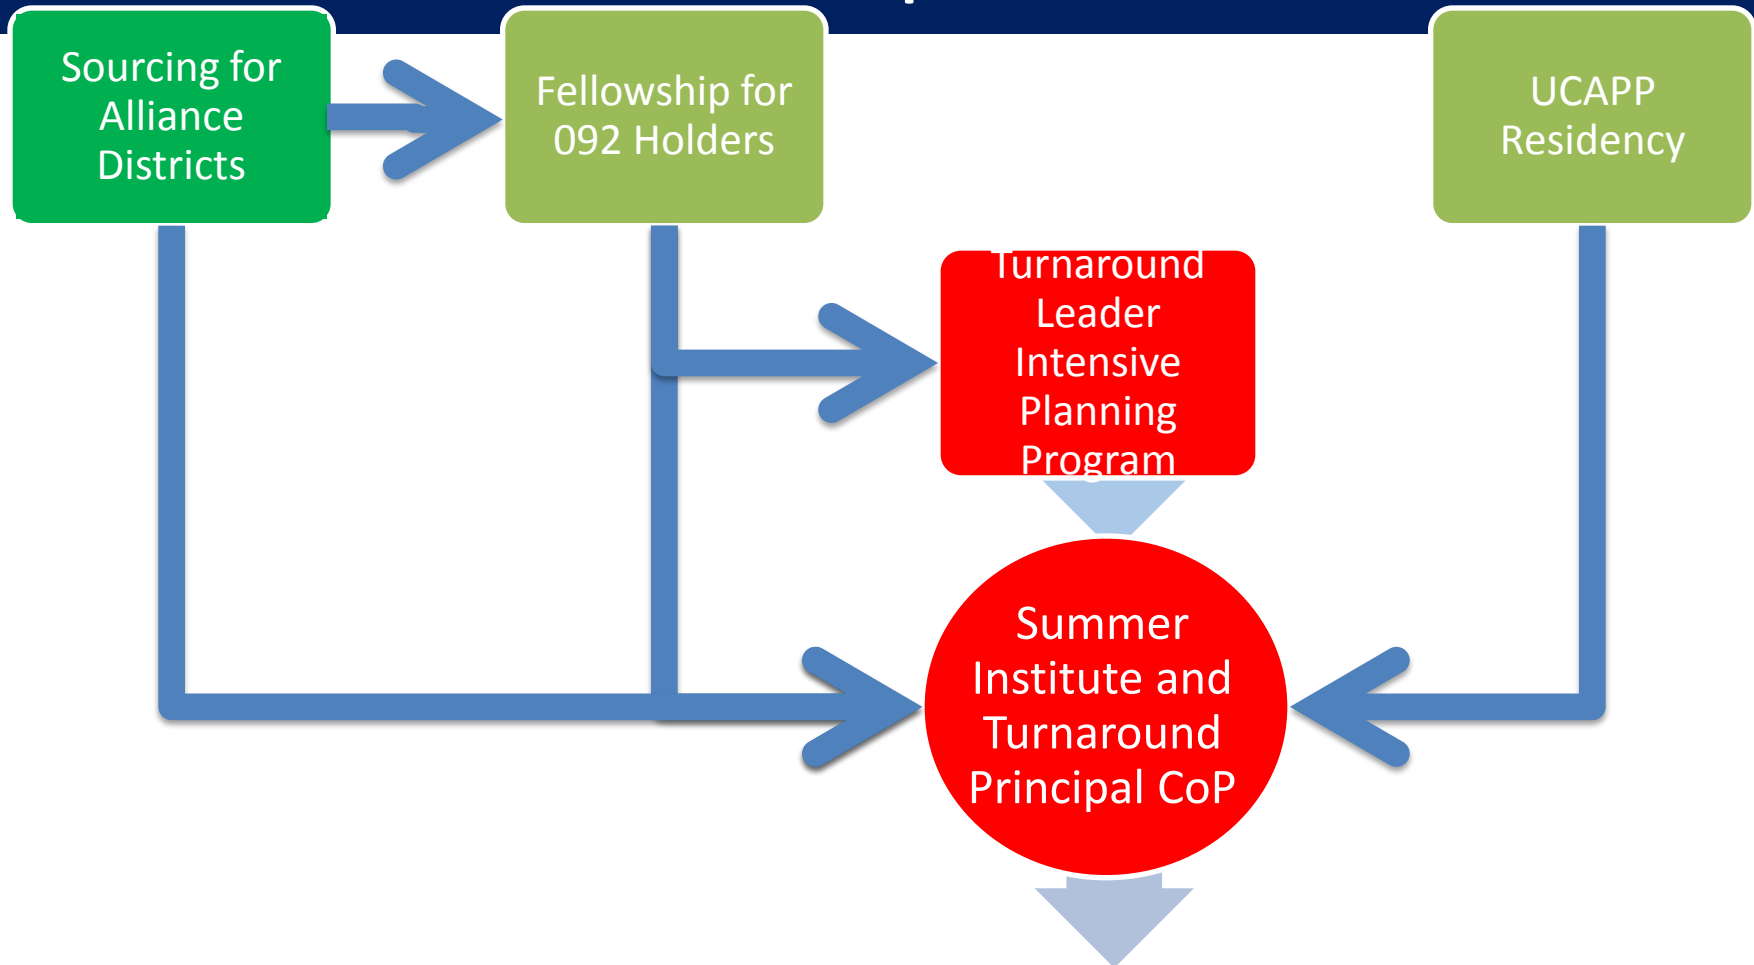 Sourcing for
Alliance
Districts
Fellowship for
092 Holders
UCAPP
Residency
Turnaround
Leader
Intensive
Planning
Program
Summer
Institute and
Turnaround
Principal CoP